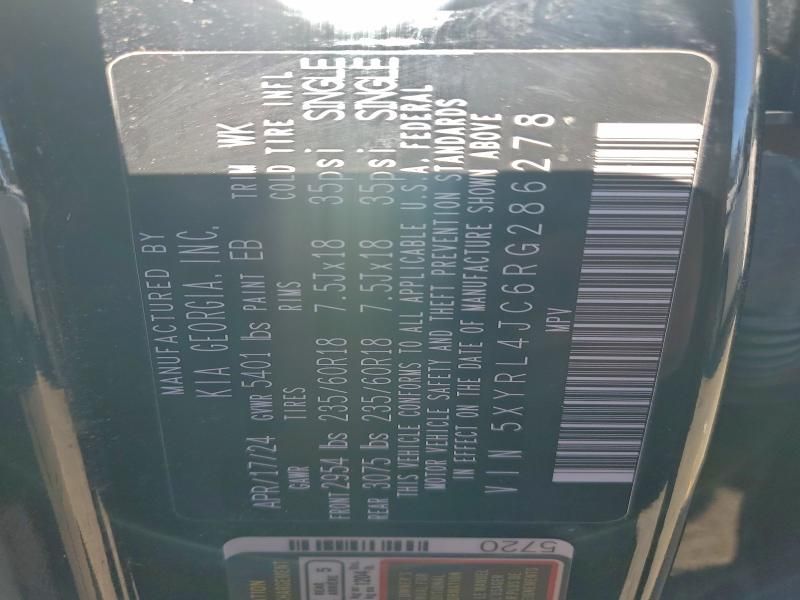 MANUFACTURED BY
KIA GEORGIA, INC.
APR/17/24 GVWR 5401 lbs PAINT EB TRIM WK
GAWR TIRES RIMS COLD TIRE INFL
FRONT 2954 lbs 235/60R18 7.5Jx18 35psi SINGLE
REAR 3075 lbs 235/60R18 7.5Jx18 35psi SINGLE
THIS VEHICLE CONFORMS TO ALL APPLICABLE U.S.A. FEDERAL
MOTOR VEHICLE SAFETY AND THEFT PREVENTION STANDARDS
IN EFFECT ON THE DATE OF MANUFACTURE SHOWN ABOVE
VIN 5XYRL4JC6RG286278
MPV
5720
REAR 5